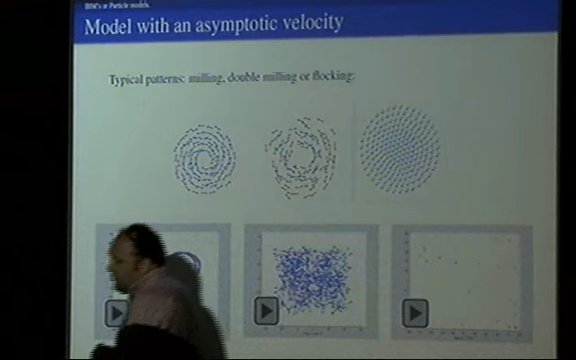 IBM's or Particle models
Model with an asymptotic velocity
Typical patterns: milling, double milling or flocking: